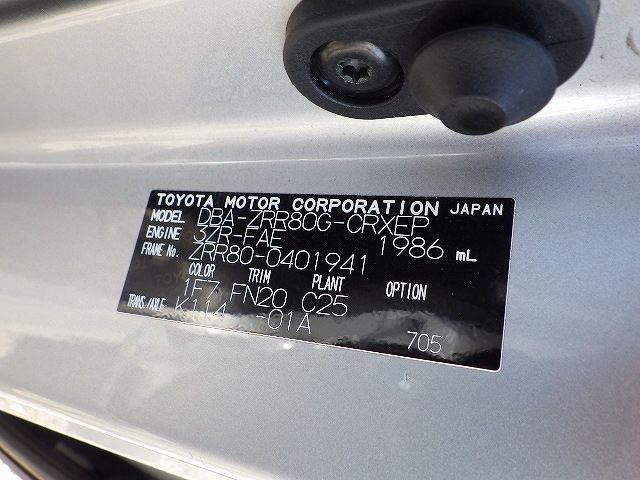 TOYOTA MOTOR CORPORATION JAPAN
MODEL DBA-ZRR80G-CRXEP
ENGINE 3ZR-FAE 1986 mL
FRAME No. ZRR80-0401941
COLOR TRIM PLANT OPTION
1F7 FN20 C25
TRANS./AXLE K114 -01A
705